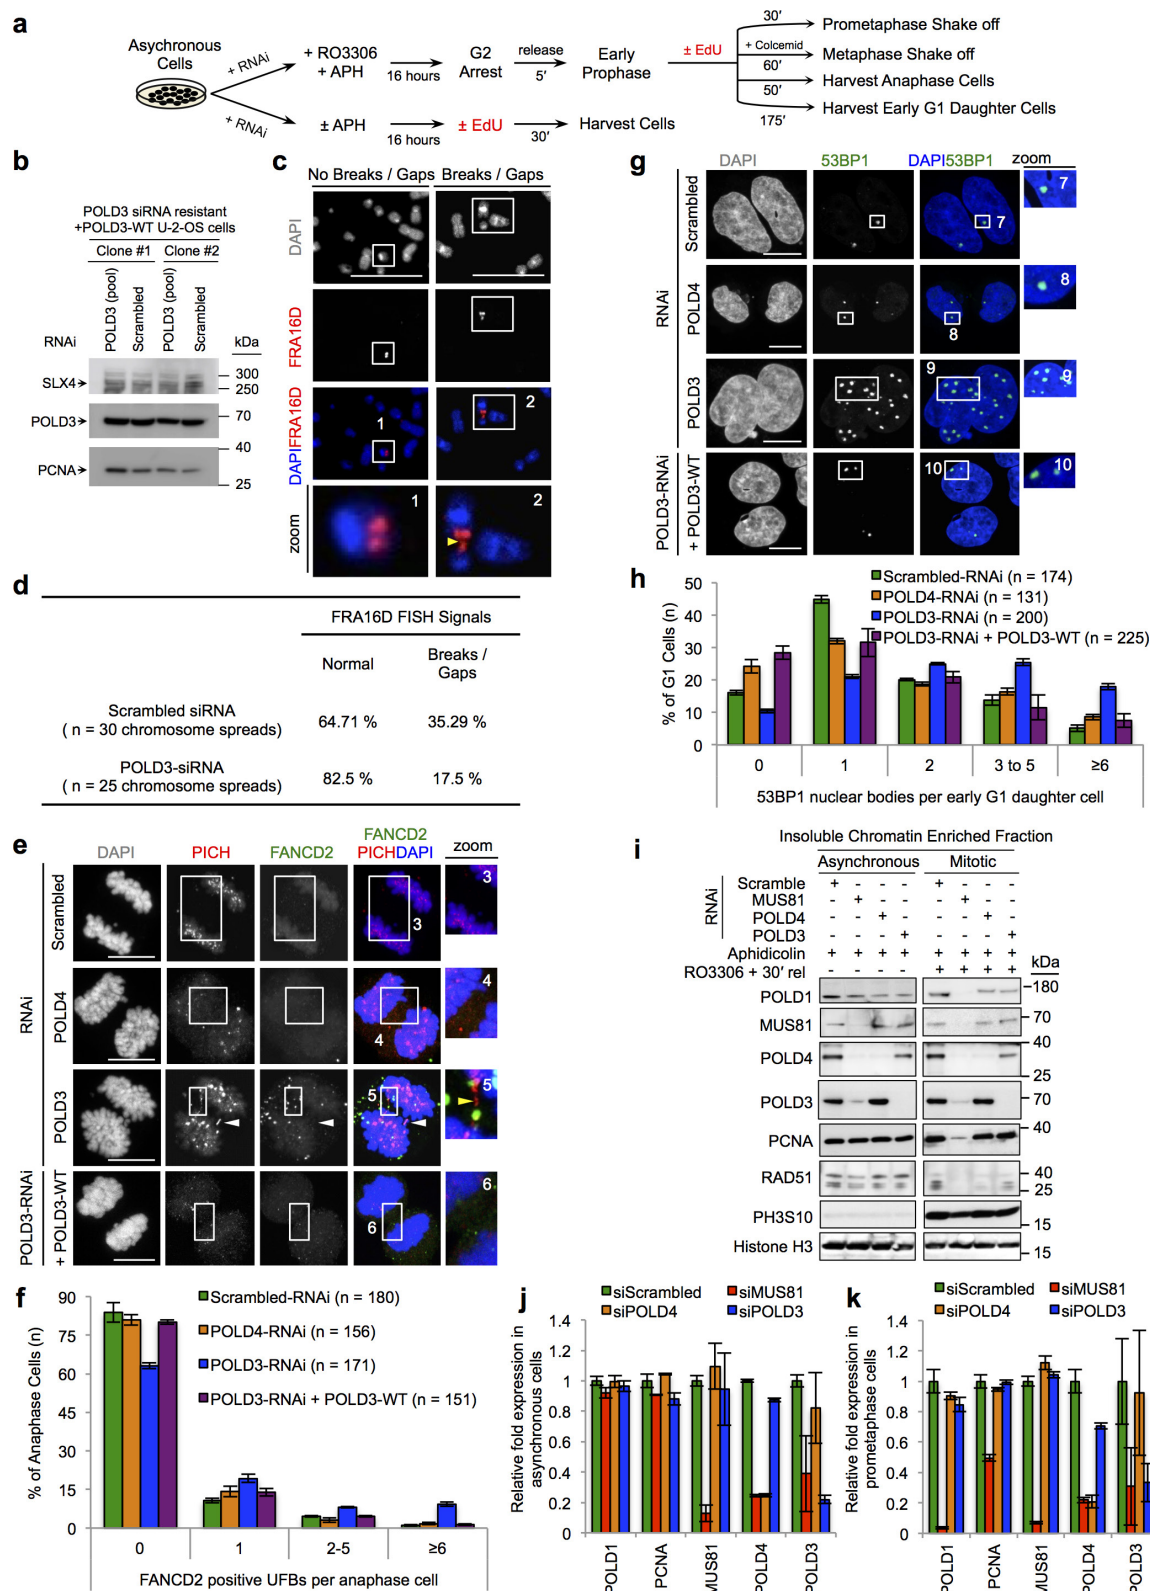 a
Asychronous
Cells
+ RNAi
+ RNAi
+ RO3306
+ APH
16 hours
G2
Arrest
release
5′
Early
Prophase
± EdU
30′
Prometaphase Shake off
+ Colcemid
60′
Metaphase Shake off
50′
Harvest Anaphase Cells
175′
Harvest Early G1 Daughter Cells
± APH
16 hours
± EdU
30′
Harvest Cells
b
POLD3 siRNA resistant
+POLD3-WT U-2-OS cells
Clone #1 Clone #2
RNAi
POLD3 (pool)
Scrambled
POLD3 (pool)
Scrambled
kDa
SLX4
300
250
POLD3
70
PCNA
40
25
c
No Breaks / Gaps Breaks / Gaps
DAPI
FRA16D
DAPIFRA16D
zoom
1
2
1
2
d
FRA16D FISH Signals
Normal
Breaks /
Gaps
Scrambled siRNA
( n = 30 chromosome spreads)
64.71 % 35.29 %
POLD3-siRNA
( n = 25 chromosome spreads)
82.5 % 17.5 %
e
DAPI PICH FANCD2
FANCD2
PICHDAPI
zoom
RNAi
Scrambled
3
3
POLD4
4
4
POLD3
5
5
POLD3-RNAi
+ POLD3-WT
6
6
f
% of Anaphase Cells (n)
90
75
60
45
30
15
0
Scrambled-RNAi (n = 180)
POLD4-RNAi (n = 156)
POLD3-RNAi (n = 171)
POLD3-RNAi + POLD3-WT (n = 151)
0 1 2-5 ≥6
FANCD2 positive UFBs per anaphase cell
g
DAPI 53BP1 DAPI53BP1 zoom
RNAi
Scrambled
7
7
POLD4
8
8
POLD3
9
9
POLD3-RNAi
+ POLD3-WT
10
10
h
% of G1 Cells (n)
50
40
30
20
10
0
Scrambled-RNAi (n = 174)
POLD4-RNAi (n = 131)
POLD3-RNAi (n = 200)
POLD3-RNAi + POLD3-WT (n = 225)
0 1 2 3 to 5 ≥6
53BP1 nuclear bodies per early G1 daughter cell
i
Insoluble Chromatin Enriched Fraction
Asynchronous Mitotic
RNAi
Scramble + - - - + - - -
MUS81 - + - - - + - -
POLD4 - - + - - - + -
POLD3 - - - + - - - +
Aphidicolin + + + + + + + +
RO3306 + 30′ rel - - - - + + + +
kDa
POLD1
180
MUS81
70
POLD4
40
25
POLD3
70
PCNA
40
RAD51
40
25
PH3S10
15
Histone H3
15
j
siScrambled siMUS81
siPOLD4 siPOLD3
Relative fold expression in
asynchronous cells
1.4
1.2
1
0.8
0.6
0.4
0.2
0
POLD1
PCNA
MUS81
POLD4
POLD3
k
siScrambled siMUS81
siPOLD4 siPOLD3
Relative fold expression in
prometaphase cells
1.4
1.2
1
0.8
0.6
0.4
0.2
0
POLD1
PCNA
MUS81
POLD4
POLD3